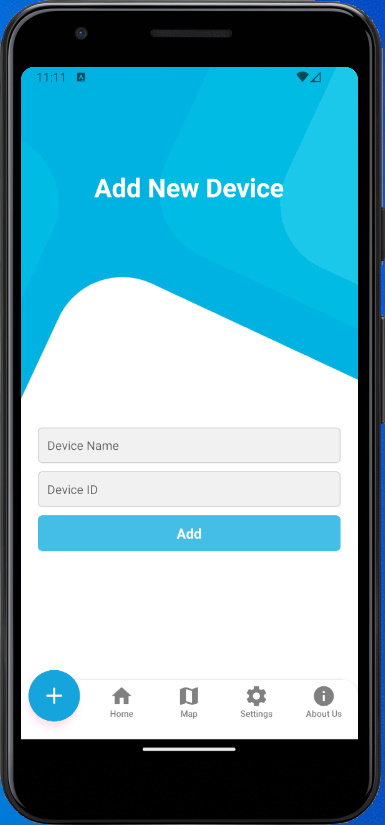 11:11 A
Add New Device
Device Name
Device ID
Add
Home Map Settings About Us